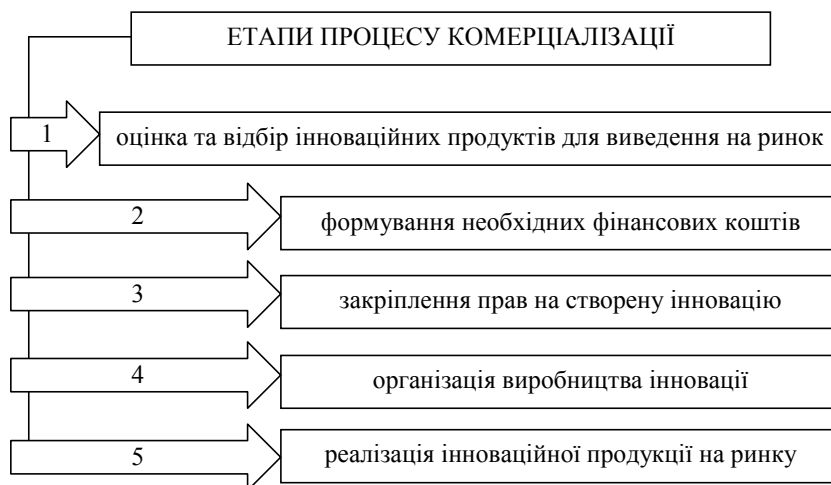 ЕТАПИ ПРОЦЕСУ КОМЕРЦІАЛІЗАЦІЇ
1 оцінка та відбір інноваційних продуктів для виведення на ринок
2 формування необхідних фінансових коштів
3 закріплення прав на створену інновацію
4 організація виробництва інновації
5 реалізація інноваційної продукції на ринку